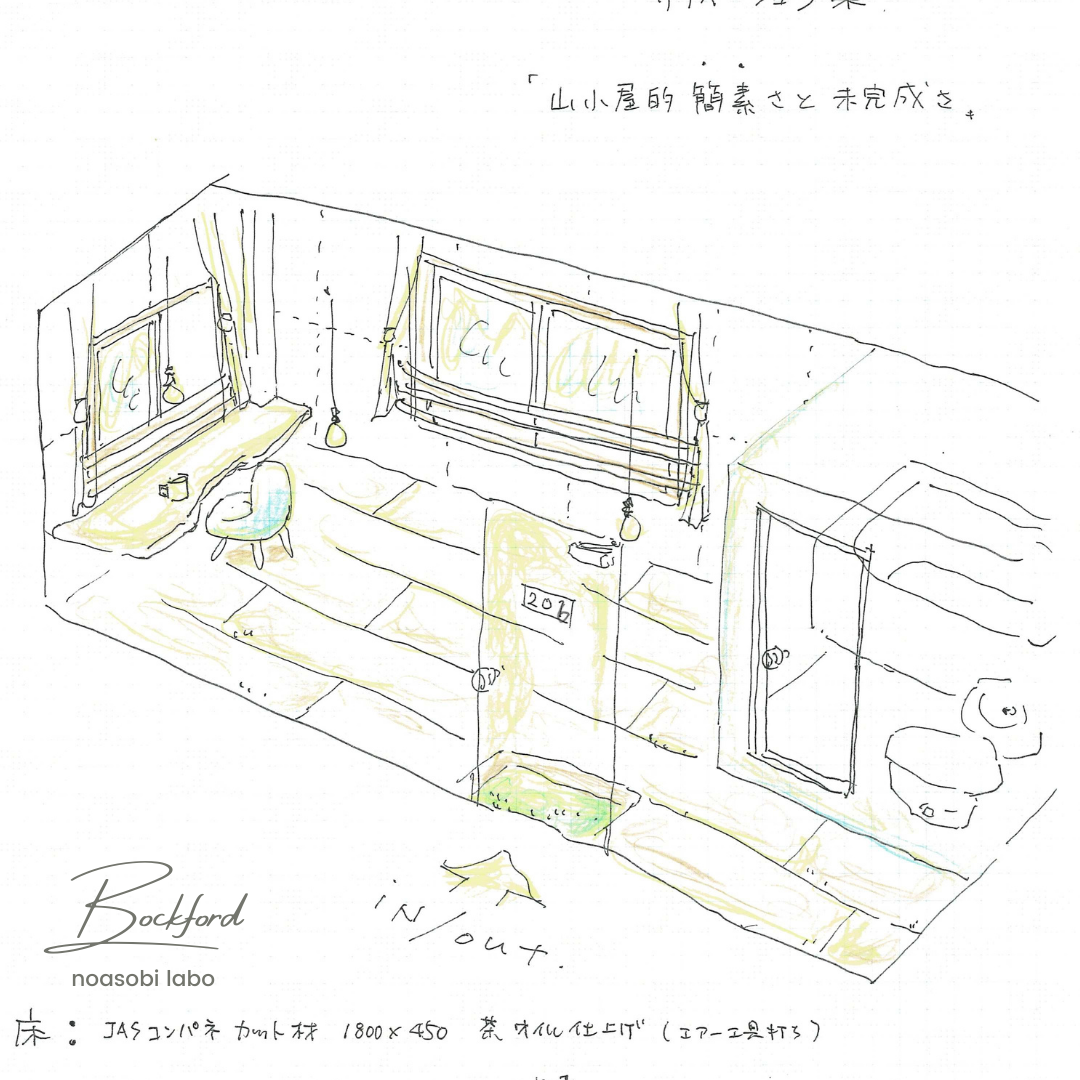 「山小屋的 簡素さと 未完成さ」
206
iN/out.
Bockford
noasobi labo
床: JASコンパネ カット材 1800×450 茶オイル仕上げ (エアー工具打ち)